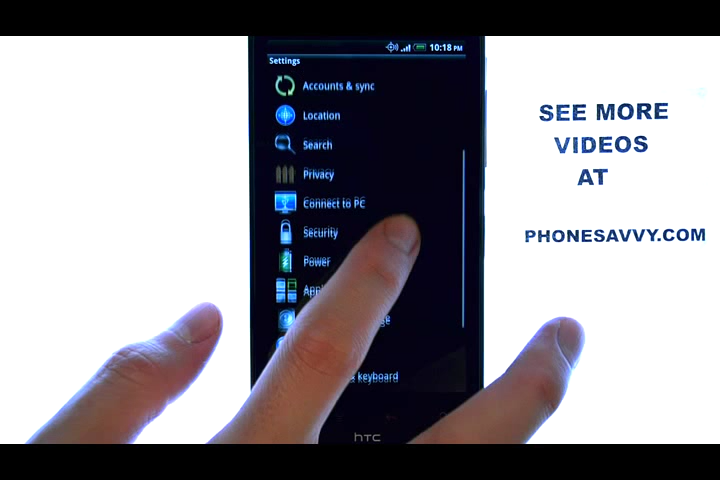 10:18 PM
Settings
Accounts & sync
Location
Search
Privacy
Connect to PC
Security
Power
& keyboard
hTC
SEE MORE
VIDEOS
AT
PHONESAVVY.COM